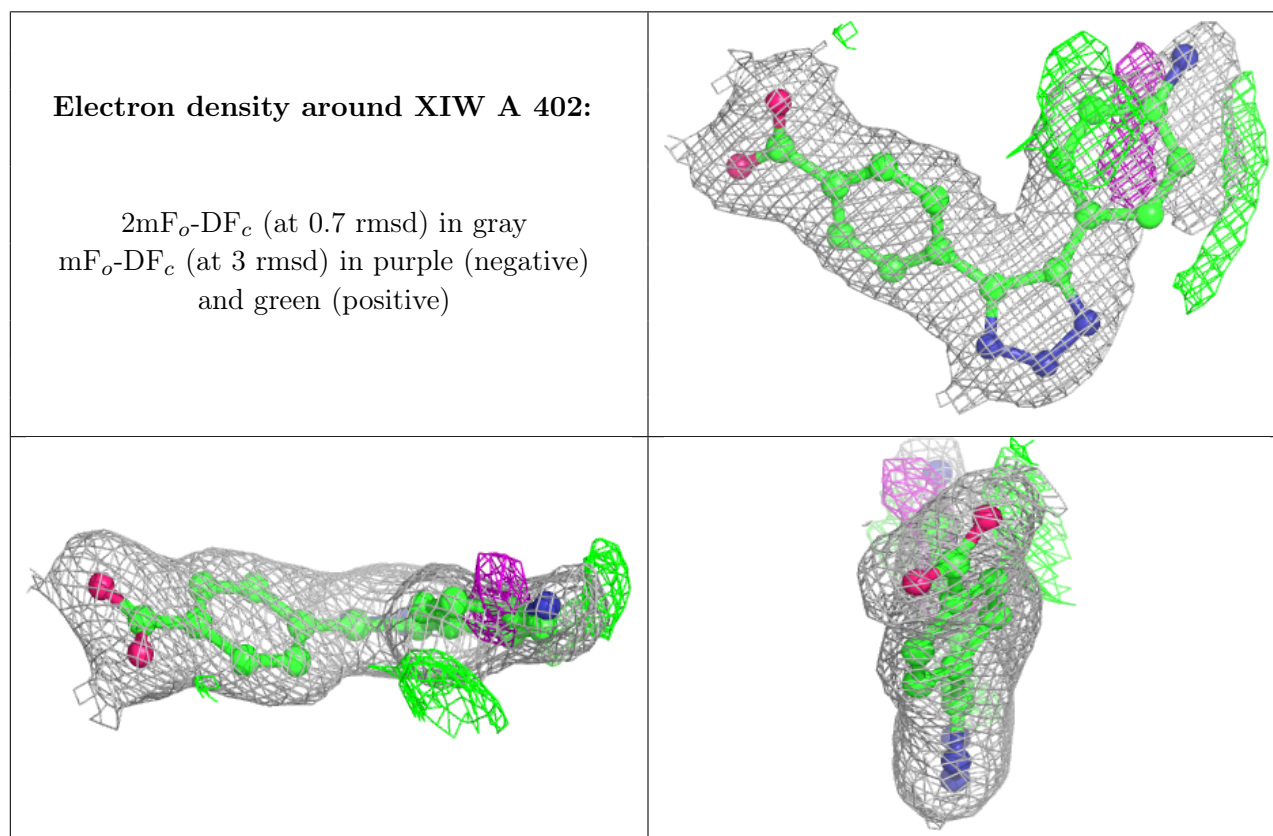 Electron density around XIW A 402:
2mFo-DFc (at 0.7 rmsd) in gray
mFo-DFc (at 3 rmsd) in purple (negative)
and green (positive)